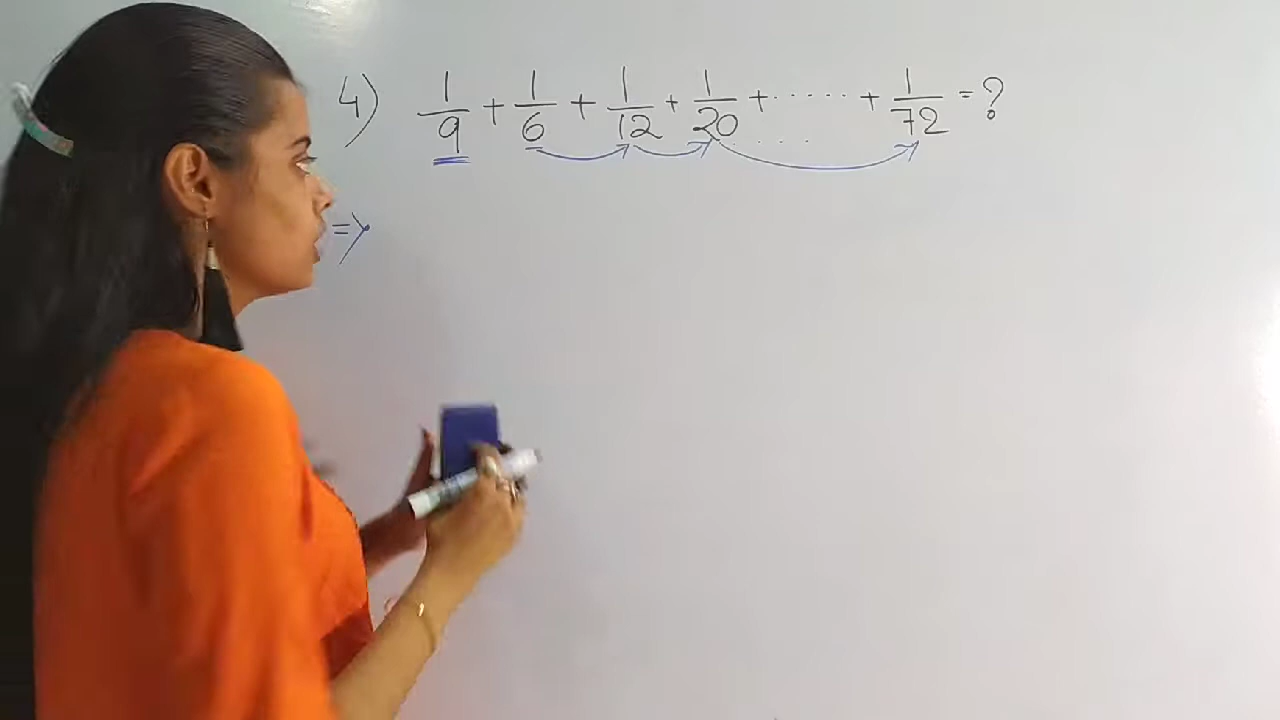 4) 1/9 + 1/6 + 1/12 + 1/20 + ...... + 1/72 = ?
=>